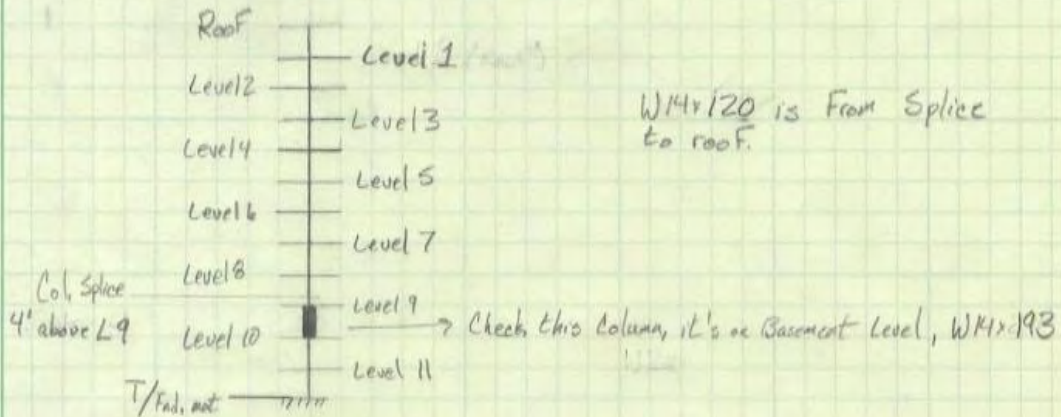 Roof
Level 1
Level 2
Level 3
W14x120 is From Splice
to roof.
Level 4
Level 5
Level 6
Level 7
Level 8
Col. Splice
4' above L9
Level 9
Level 10
Check this Column, it's on Basement Level, W14x193
Level 11
T/Fnd. mat